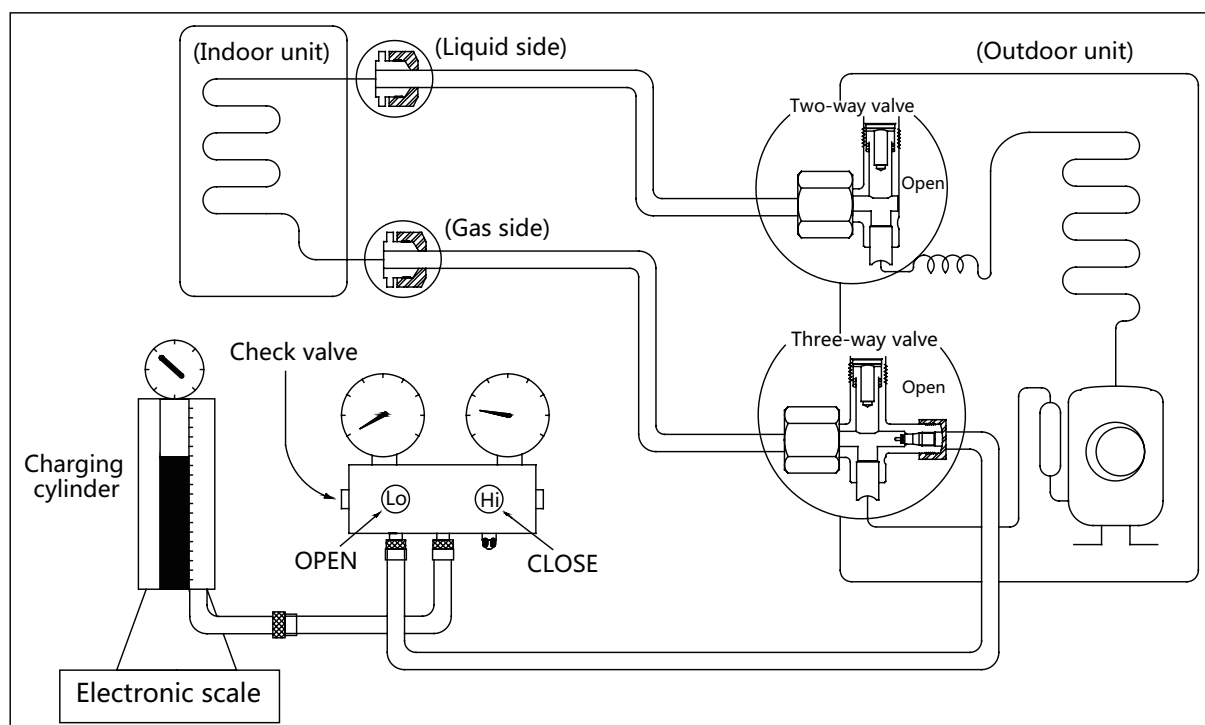 (Indoor unit)
(Liquid side)
(Outdoor unit)
Two-way valve
Open
(Gas side)
Three-way valve
Open
Check valve
Charging
cylinder
Lo
Hi
OPEN
CLOSE
Electronic scale